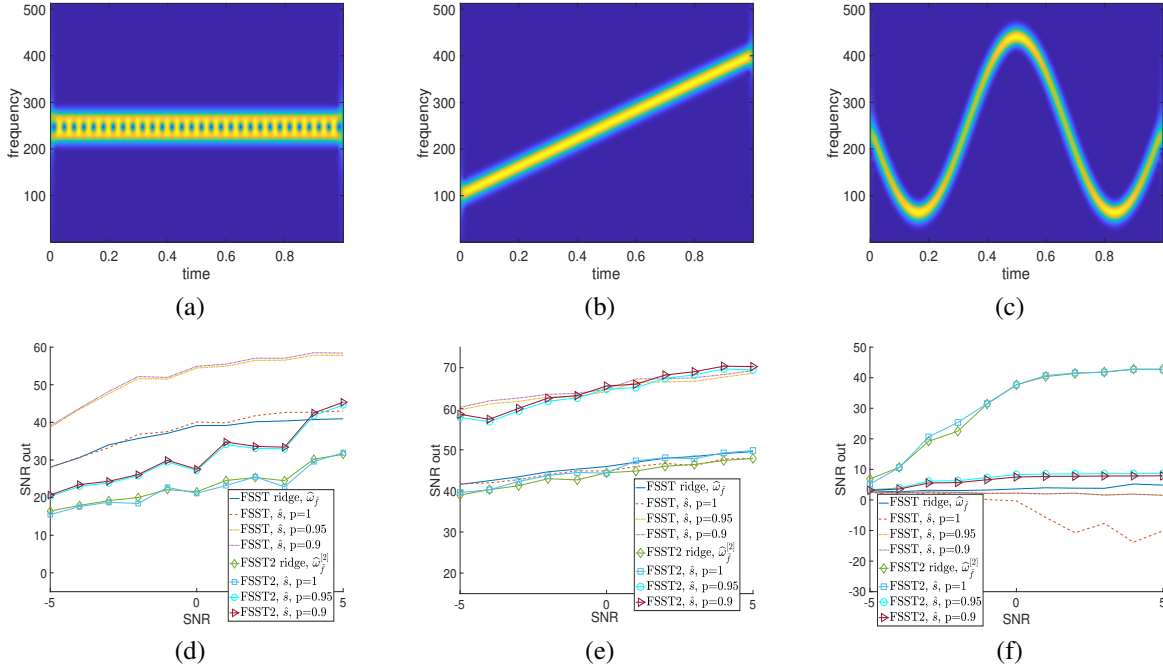 500
400
300
200
100
frequency
0
0.2
0.4
0.6
0.8
1
time
(a)
500
400
300
200
100
frequency
0
0.2
0.4
0.6
0.8
1
time
(b)
500
400
300
200
100
frequency
0
0.2
0.4
0.6
0.8
1
time
(c)
60
50
40
30
20
10
0
SNR out
-5
0
5
SNR
FSST ridge, ω̂_f̃
FSST, ŝ, p=1
FSST, ŝ, p=0.95
FSST, ŝ, p=0.9
FSST2 ridge, ω̂_f̃^[2]
FSST2, ŝ, p=1
FSST2, ŝ, p=0.95
FSST2, ŝ, p=0.9
(d)
70
60
50
40
30
20
SNR out
-5
0
5
SNR
FSST ridge, ω̂_f̃
FSST, ŝ, p=1
FSST, ŝ, p=0.95
FSST, ŝ, p=0.9
FSST2 ridge, ω̂_f̃^[2]
FSST2, ŝ, p=1
FSST2, ŝ, p=0.95
FSST2, ŝ, p=0.9
(e)
50
40
30
20
10
0
-10
-20
-30
SNR out
-5
0
5
SNR
FSST ridge, ω̂_f̃
FSST, ŝ, p=1
FSST, ŝ, p=0.95
FSST, ŝ, p=0.9
FSST2 ridge, ω̂_f̃^[2]
FSST2, ŝ, p=1
FSST2, ŝ, p=0.95
FSST2, ŝ, p=0.9
(f)